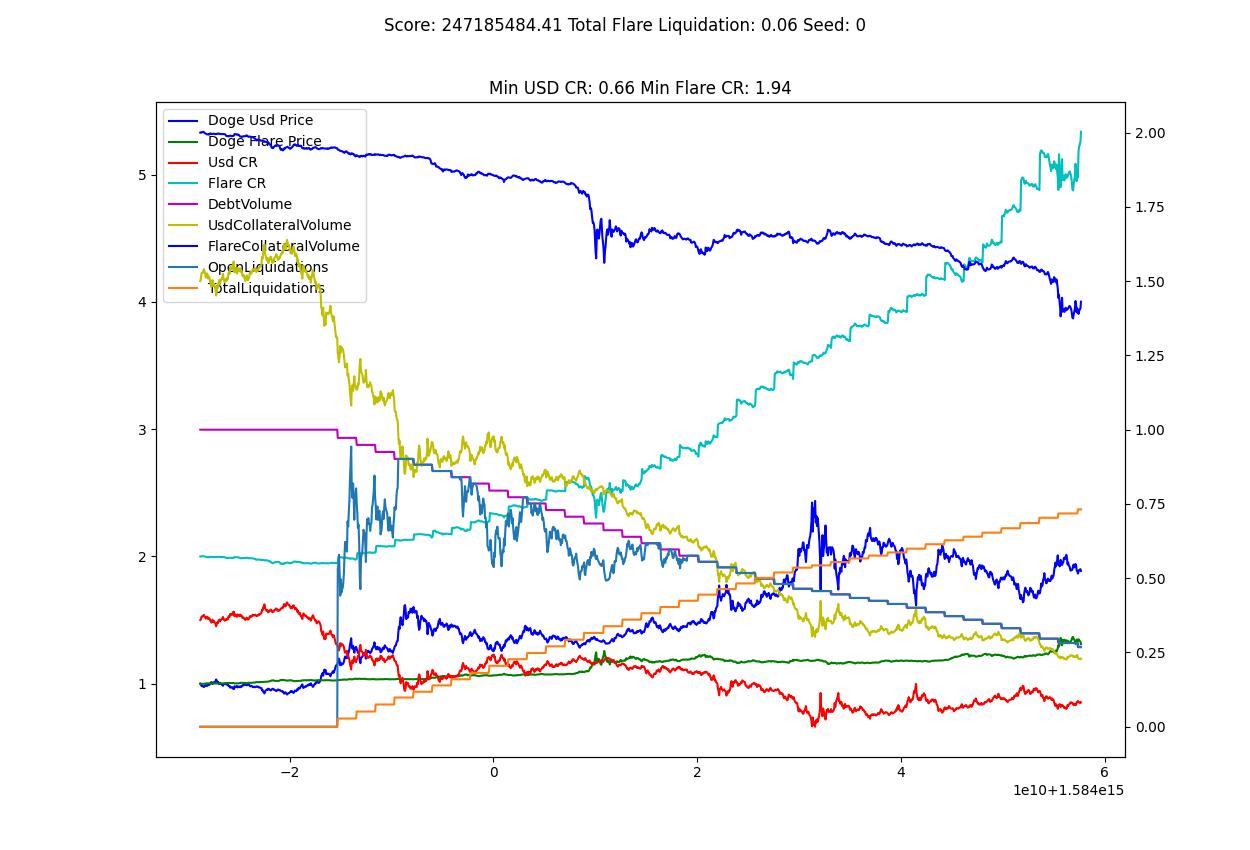 Score: 247185484.41 Total Flare Liquidation: 0.06 Seed: 0
Min USD CR: 0.66 Min Flare CR: 1.94
Doge Usd Price
Doge Flare Price
Usd CR
Flare CR
DebtVolume
UsdCollateralVolume
FlareCollateralVolume
OpenLiquidations
TotalLiquidations
5
4
3
2
1
2.00
1.75
1.50
1.25
1.00
0.75
0.50
0.25
0.00
−2 0 2 4 6
1e10+1.584e15